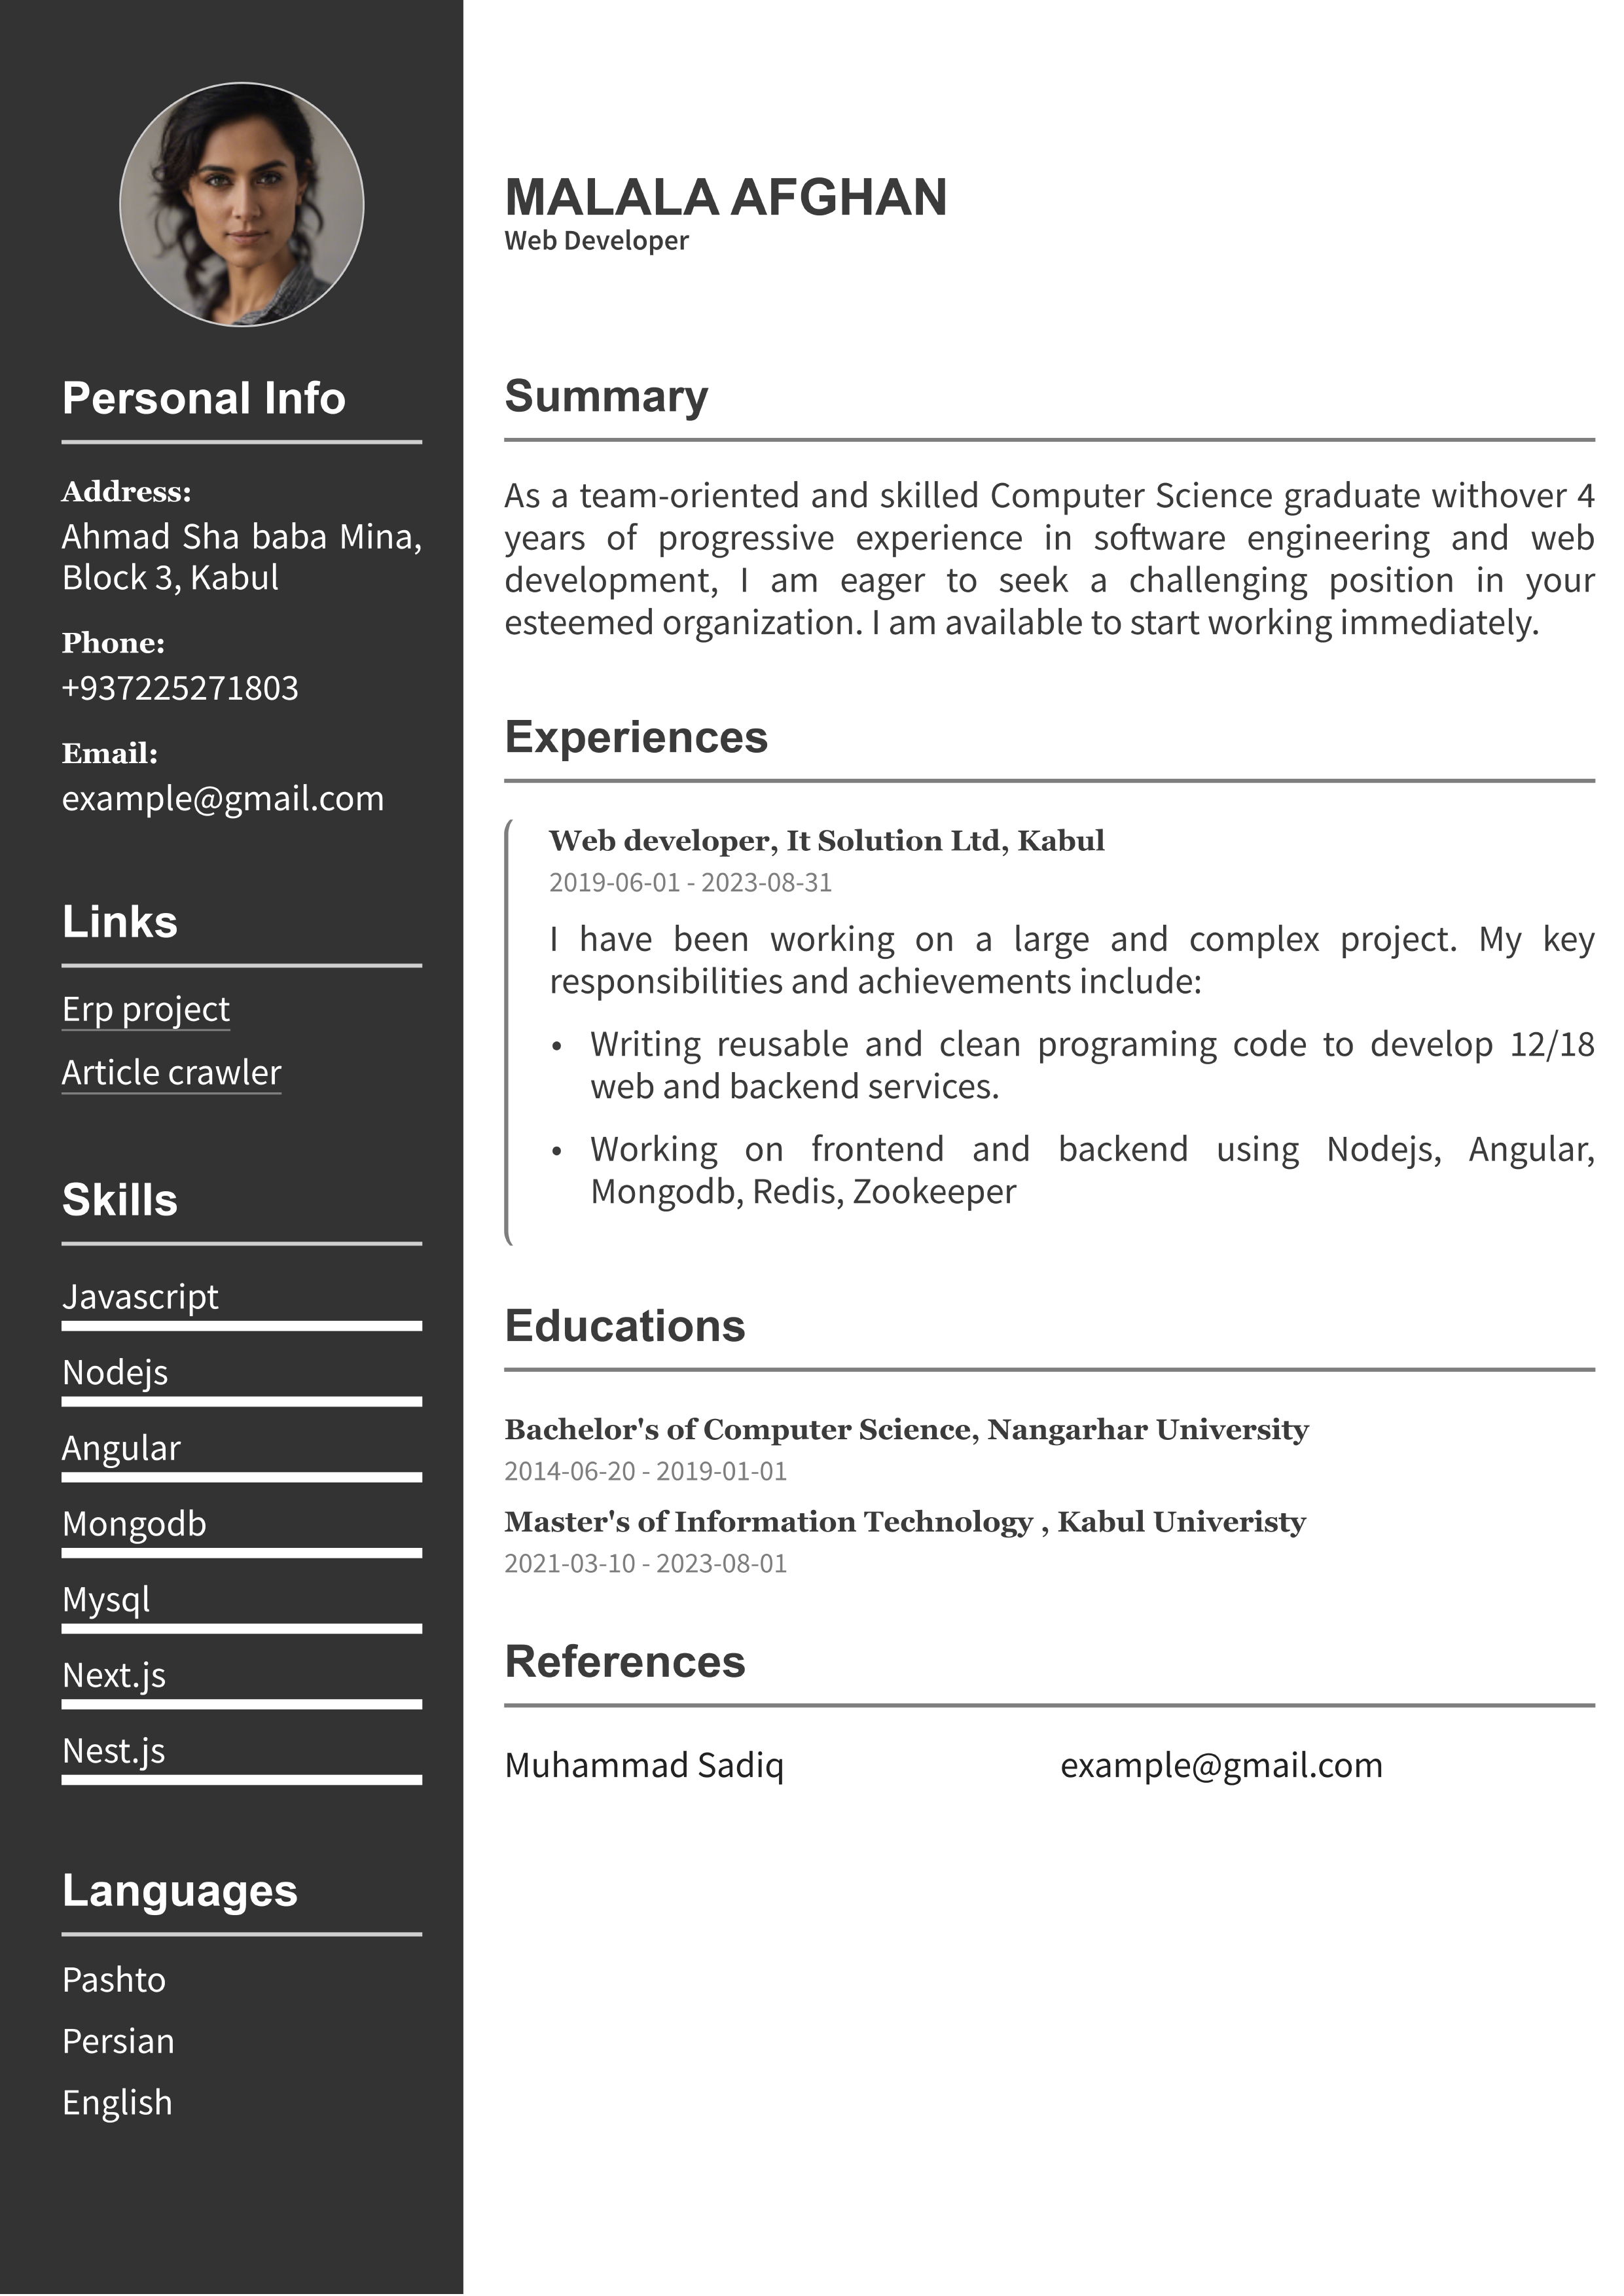 Personal Info
Address:
Ahmad Sha baba Mina,
Block 3, Kabul
Phone:
+937225271803
Email:
example@gmail.com
Links
Erp project
Article crawler
Skills
Javascript
Nodejs
Angular
Mongodb
Mysql
Next.js
Nest.js
Languages
Pashto
Persian
English
MALALA AFGHAN
Web Developer
Summary
As a team-oriented and skilled Computer Science graduate withover 4
years of progressive experience in software engineering and web
development, I am eager to seek a challenging position in your
esteemed organization. I am available to start working immediately.
Experiences
Web developer, It Solution Ltd, Kabul
2019-06-01 - 2023-08-31
I have been working on a large and complex project. My key
responsibilities and achievements include:
• Writing reusable and clean programing code to develop 12/18
web and backend services.
• Working on frontend and backend using Nodejs, Angular,
Mongodb, Redis, Zookeeper
Educations
Bachelor's of Computer Science, Nangarhar University
2014-06-20 - 2019-01-01
Master's of Information Technology , Kabul Univeristy
2021-03-10 - 2023-08-01
References
Muhammad Sadiq example@gmail.com